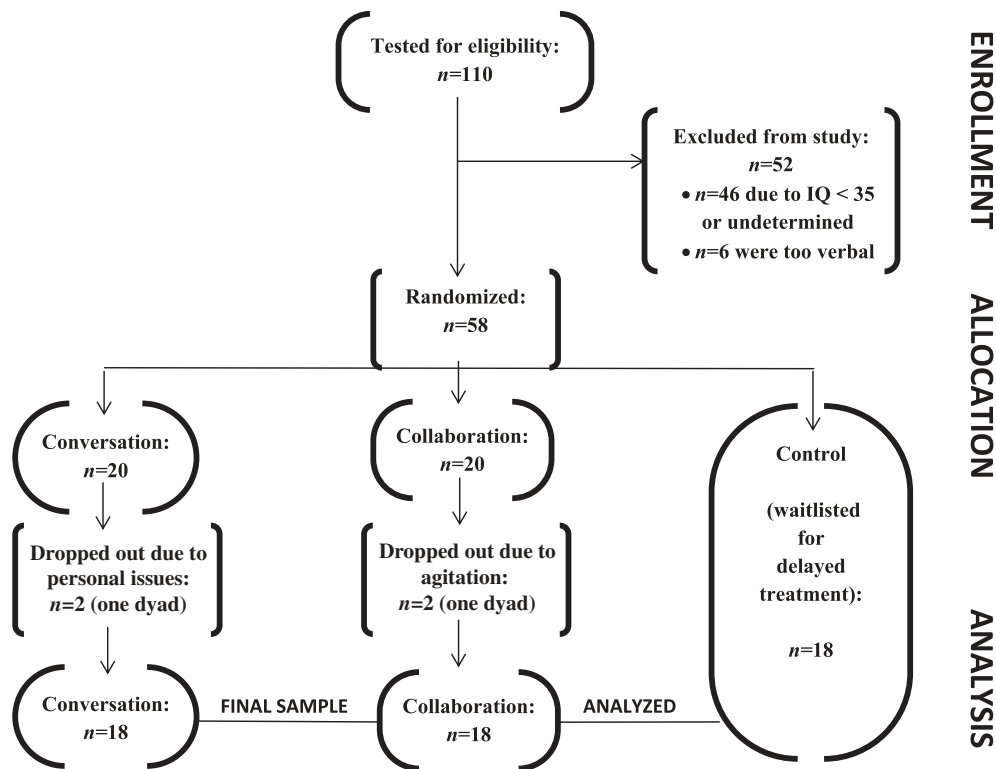 Tested for eligibility:
n=110
ENROLLMENT
Excluded from study:
n=52
• n=46 due to IQ < 35
or undetermined
• n=6 were too verbal
Randomized:
n=58
ALLOCATION
Conversation:
n=20
Collaboration:
n=20
Control
(waitlisted
for
delayed
treatment):
n=18
Dropped out due to
personal issues:
n=2 (one dyad)
Dropped out due to
agitation:
n=2 (one dyad)
ANALYSIS
Conversation:
n=18
FINAL SAMPLE
Collaboration:
n=18
ANALYZED